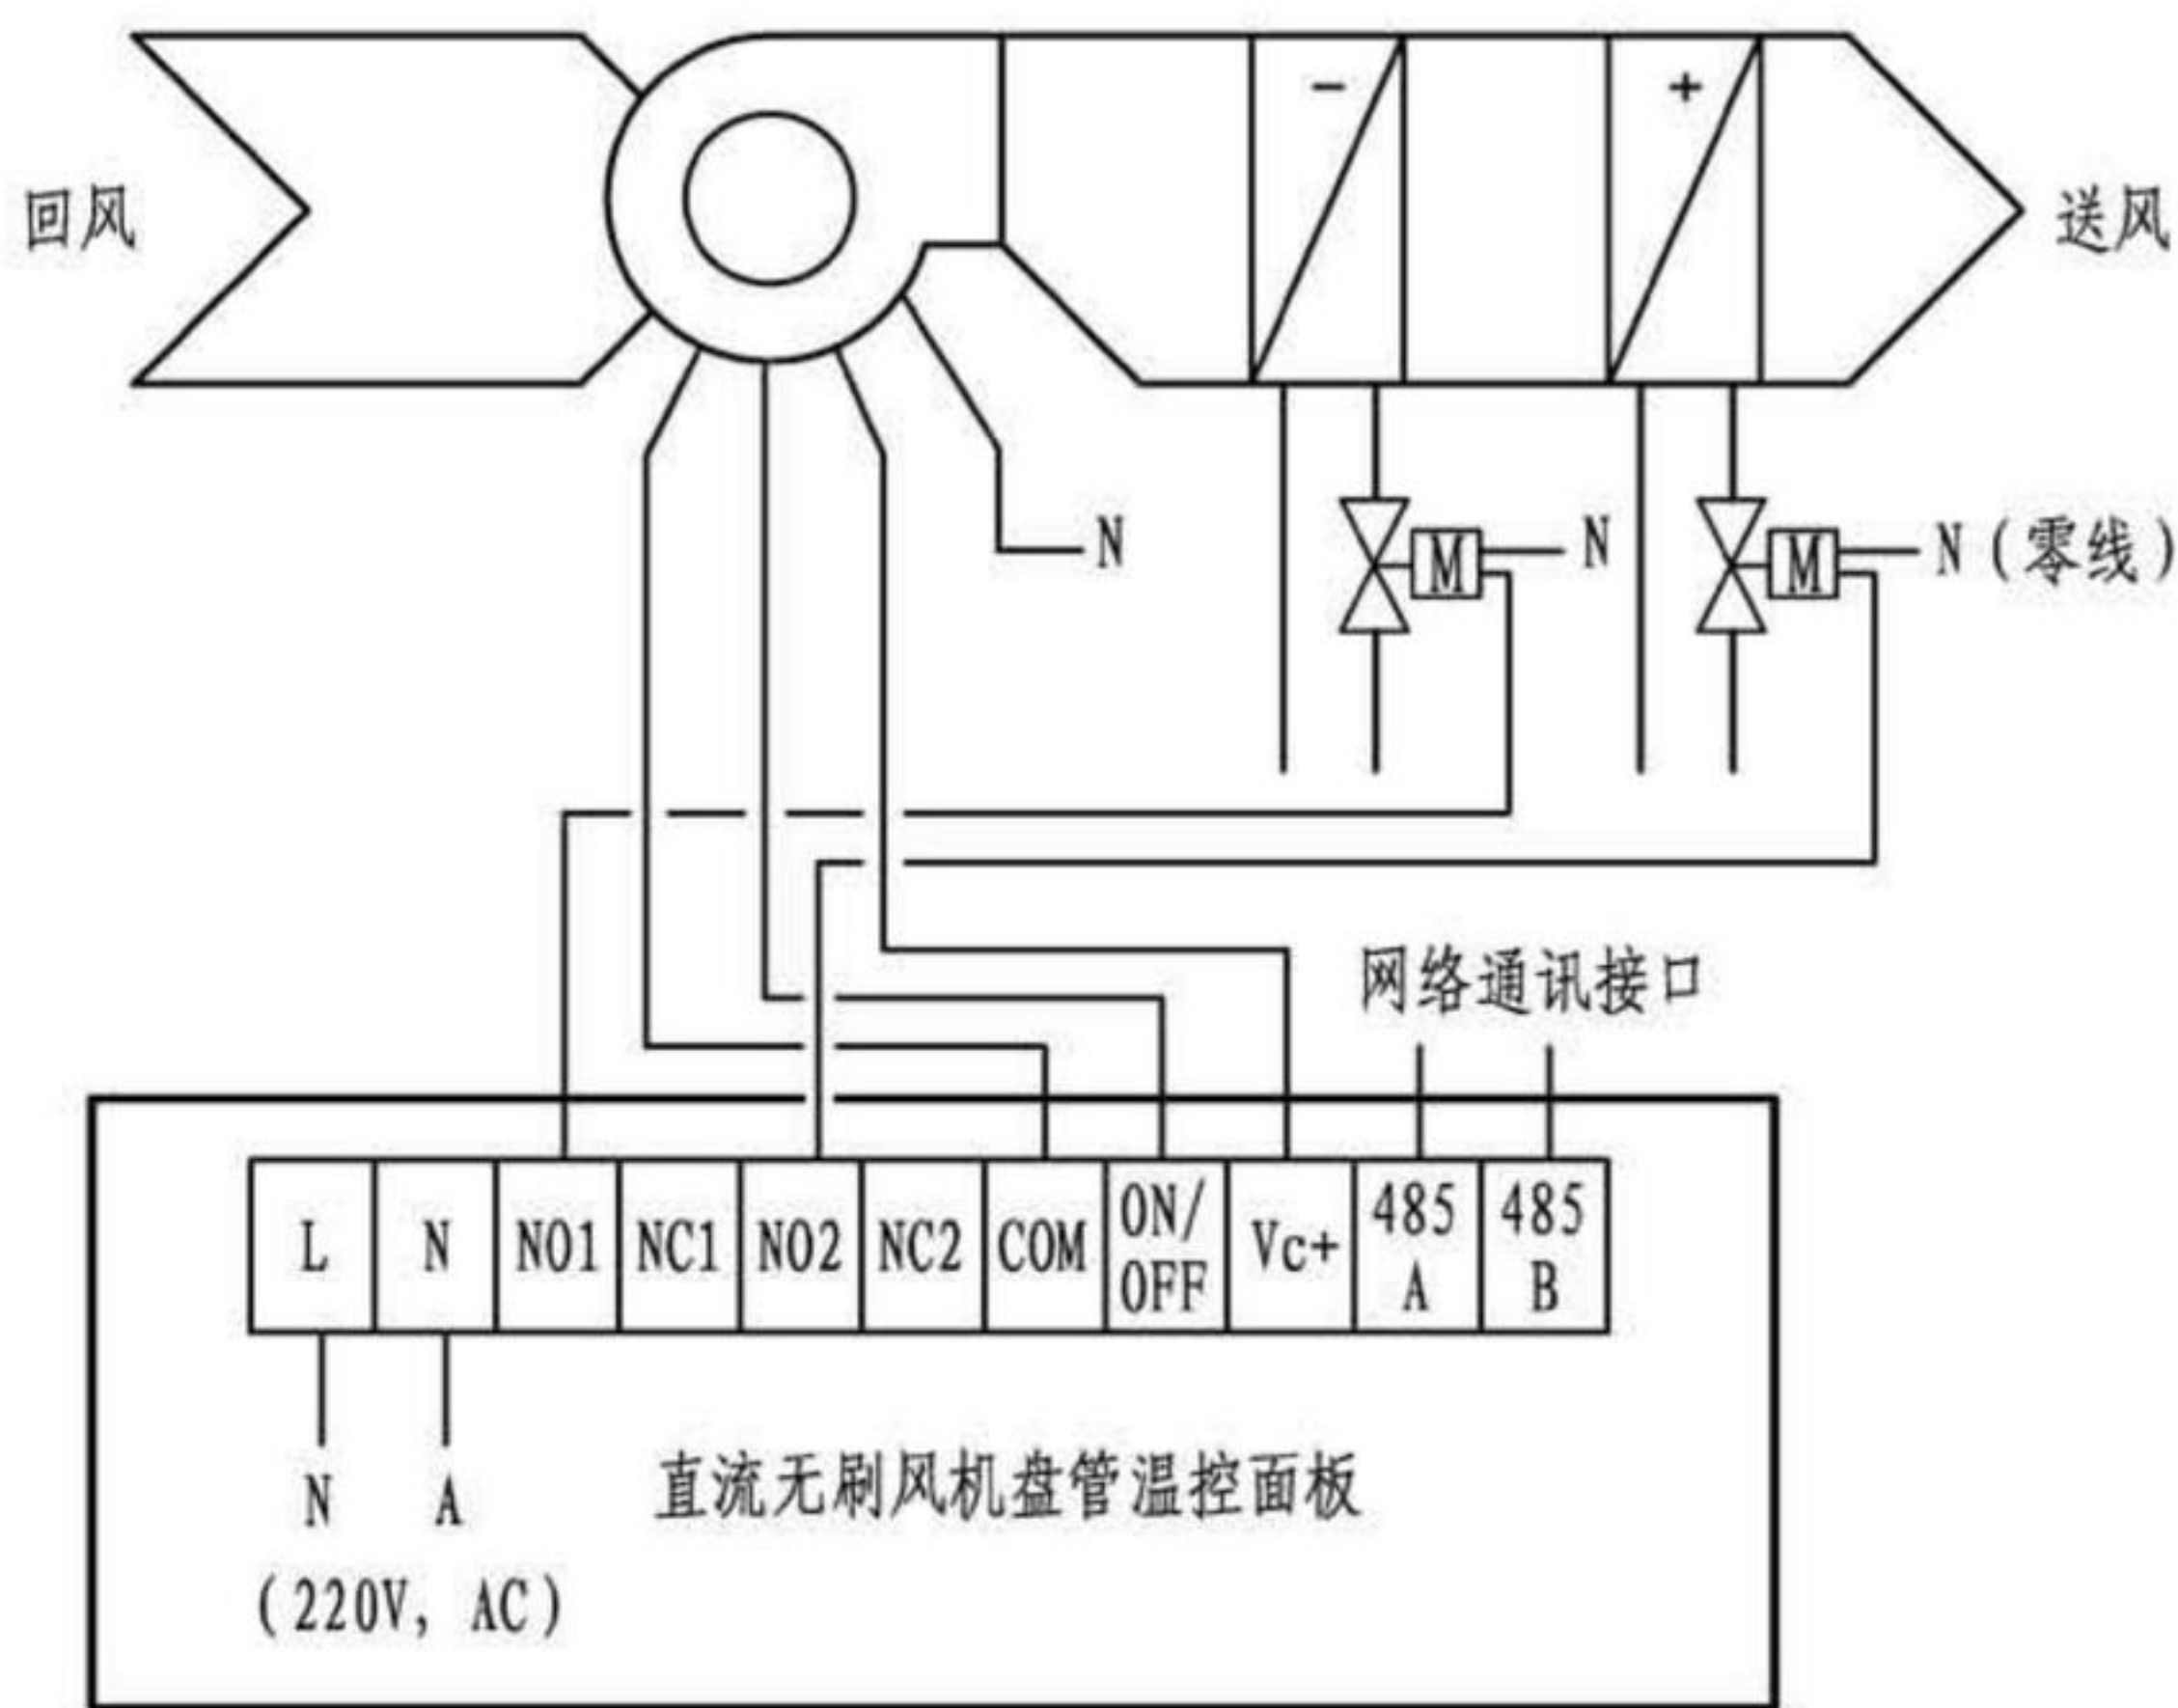 回风
送风
-
+
N
M
N
M
N(零线)
网络通讯接口
L
N
NO1
NC1
NO2
NC2
COM
ON/
OFF
Vc+
485
A
485
B
N
A
(220V, AC)
直流无刷风机盘管温控面板